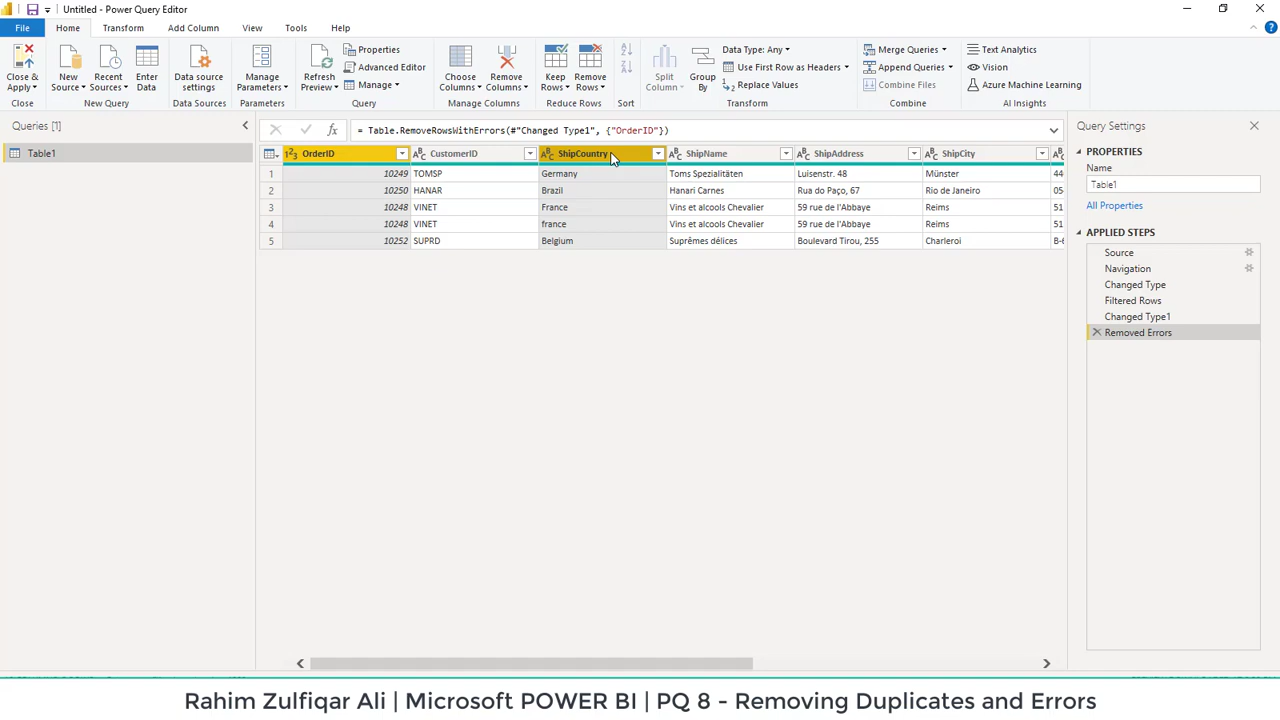 Untitled - Power Query Editor
File Home Transform Add Column View Tools Help
Close & Apply
New Source
Recent Sources
Enter Data
Data source settings
Manage Parameters
Refresh Preview
Properties
Advanced Editor
Manage
Choose Columns
Remove Columns
Keep Rows
Remove Rows
Split Column
Group By
Data Type: Any
Use First Row as Headers
Replace Values
Merge Queries
Append Queries
Combine Files
Text Analytics
Vision
Azure Machine Learning
Close New Query Data Sources Parameters Query Manage Columns Reduce Rows Sort Transform Combine AI Insights
Queries [1]
Table1
= Table.RemoveRowsWithErrors(#"Changed Type1", {"OrderID"})
OrderID CustomerID ShipCountry ShipName ShipAddress ShipCity
1 10249 TOMSP Germany Toms Spezialitäten Luisenstr. 48 Münster 44
2 10250 HANAR Brazil Hanari Carnes Rua do Paço, 67 Rio de Janeiro 05
3 10248 VINET France Vins et alcools Chevalier 59 rue de l'Abbaye Reims 51
4 10248 VINET france Vins et alcools Chevalier 59 rue de l'Abbaye Reims 51
5 10252 SUPRD Belgium Suprêmes délices Boulevard Tirou, 255 Charleroi B-6
Query Settings
PROPERTIES
Name
Table1
All Properties
APPLIED STEPS
Source
Navigation
Changed Type
Filtered Rows
Changed Type1
Removed Errors
Rahim Zulfiqar Ali | Microsoft POWER BI | PQ 8 - Removing Duplicates and Errors